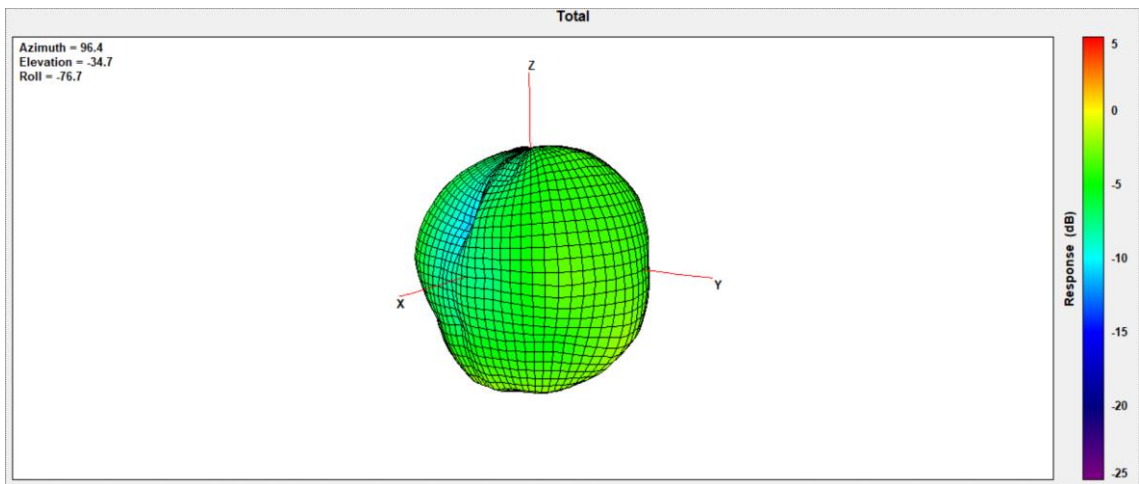 Total
Azimuth = 96.4
Elevation = -34.7
Roll = -76.7
Z
Y
X
5
0
-5
-10
-15
-20
-25
Response (dB)